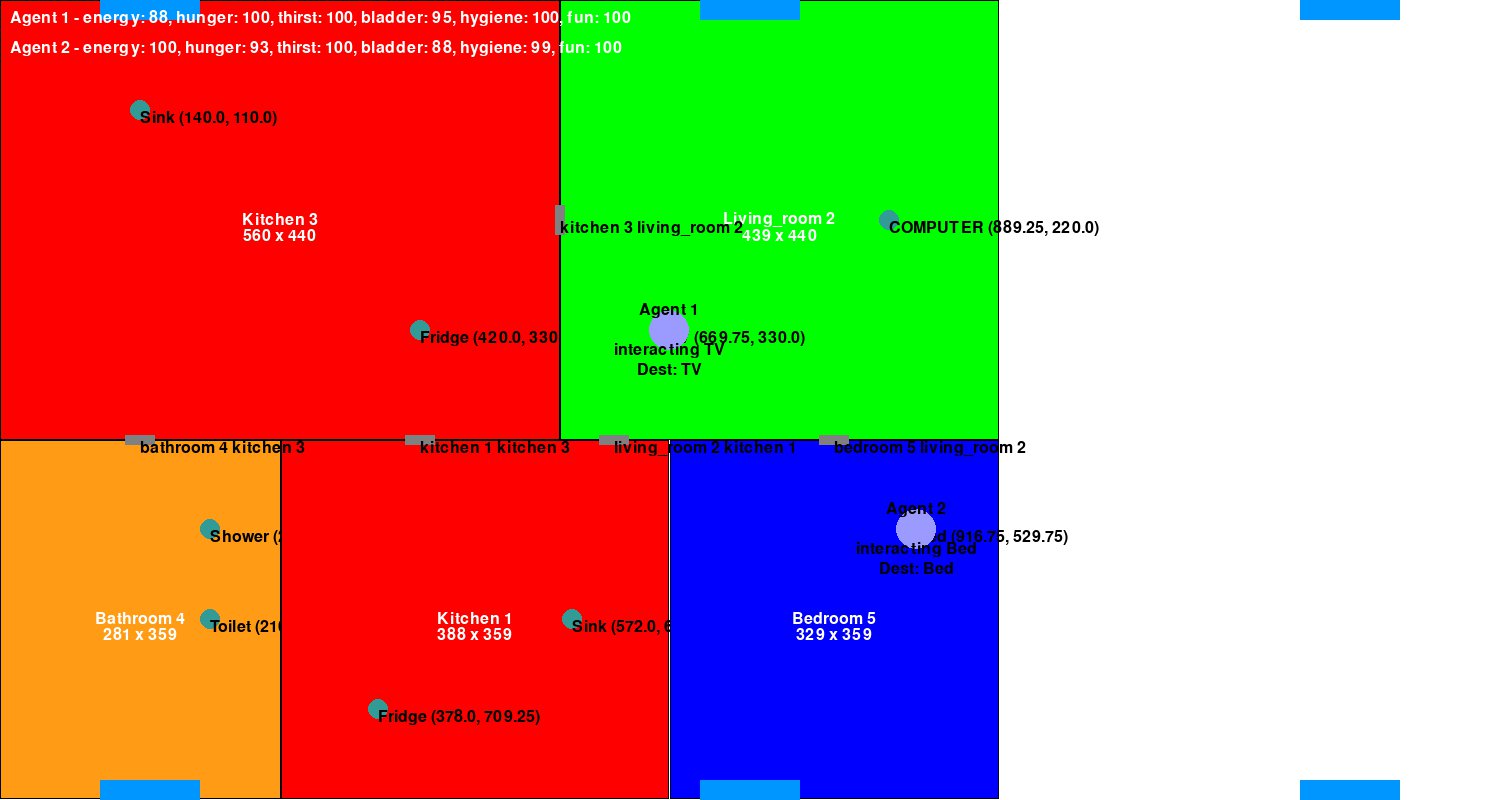 Agent 1 - energy: 88, hunger: 100, thirst: 100, bladder: 95, hygiene: 100, fun: 100
Agent 2 - energy: 100, hunger: 93, thirst: 100, bladder: 88, hygiene: 99, fun: 100
Sink (140.0, 110.0)
Kitchen 3
560 x 440
kitchen 3 living_room 2
Living_room 2
439 x 440
COMPUTER (889.25, 220.0)
Fridge (420.0, 330
Agent 1
(669.75, 330.0)
interacting TV
Dest: TV
bathroom 4 kitchen 3
kitchen 1 kitchen 3
living_room 2 kitchen 1
bedroom 5 living_room 2
Agent 2
Shower (
d (916.75, 529.75)
interacting Bed
Dest: Bed
Bathroom 4
281 x 359
Toilet (210
Kitchen 1
388 x 359
Sink (572.0, 6
Bedroom 5
329 x 359
Fridge (378.0, 709.25)